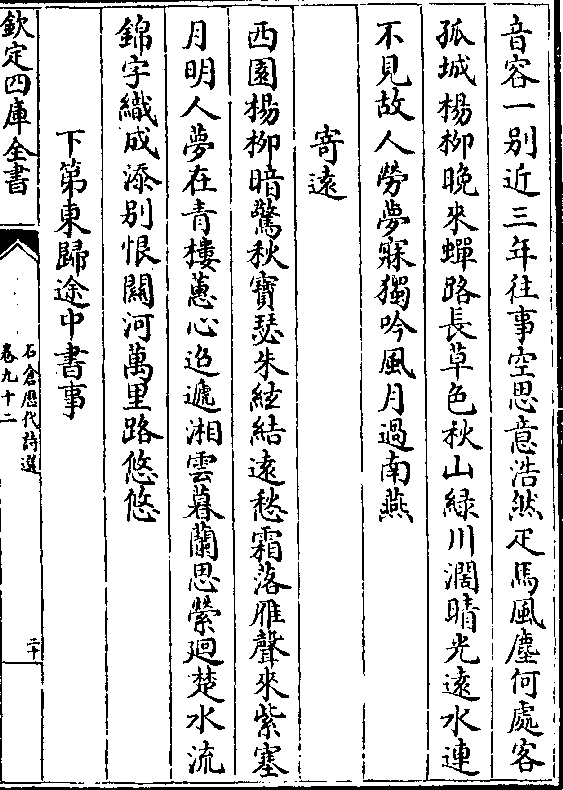 音容一别近三年往事空思意浩然疋馬風塵何處客
孤城楊柳晚來蟬路長草色秋山緑川濶晴光遠水連
不見故人勞夢寐獨吟風月過南燕
寄遠
西園楊柳暗驚秋寳瑟朱絃結遠愁霜落雁聲來紫塞
月明人夢在青樓蕙心迢遞湘雲暮蘭思縈廻楚水流
錦字織成添别恨關河萬里路悠悠
下第東歸途中書事
欽定四庫全書
石倉歷代詩選
卷九十二
二十